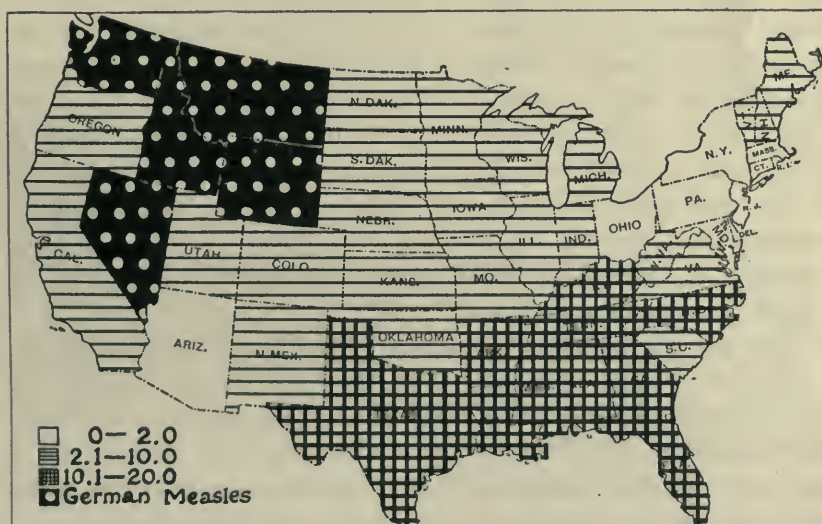 ME.
N. DAK.
MINN.
OREGON
N.Y.
MASS.
S. DAK.
WIS.
CT.
R.I.
MICH.
PA.
NEBR.
IOWA
N.J.
OHIO
ILL.
IND.
DEL.
UTAH
CAL.
COLO.
VA.
KANS.
MO.
OKLAHOMA
ARK.
ARIZ.
N. MEX.
S.C.
TEXAS
0—2.0
2.1—10.0
10.1—20.0
German Measles